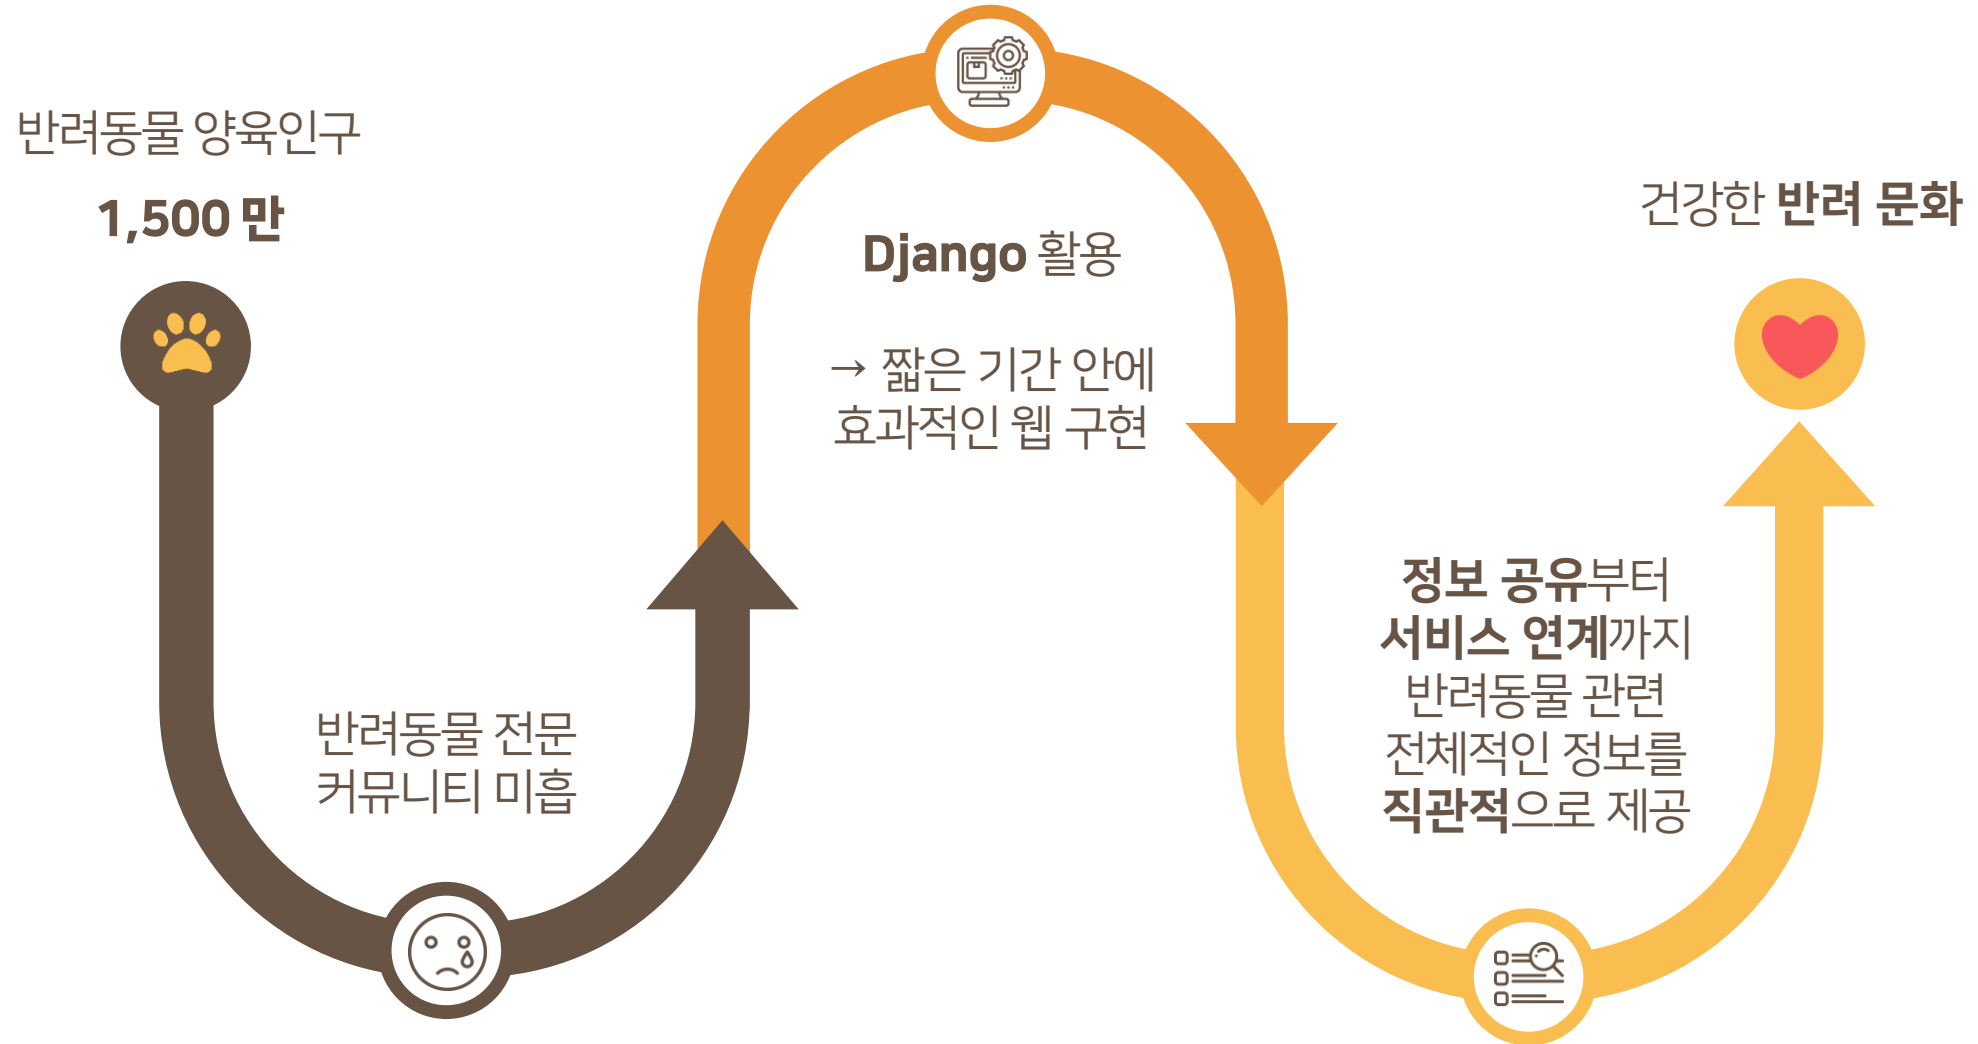 반려동물 양육인구
1,500 만
반려동물 전문
커뮤니티 미흡
Django 활용
→ 짧은 기간 안에
효과적인 웹 구현
정보 공유부터
서비스 연계까지
반려동물 관련
전체적인 정보를
직관적으로 제공
건강한 반려 문화